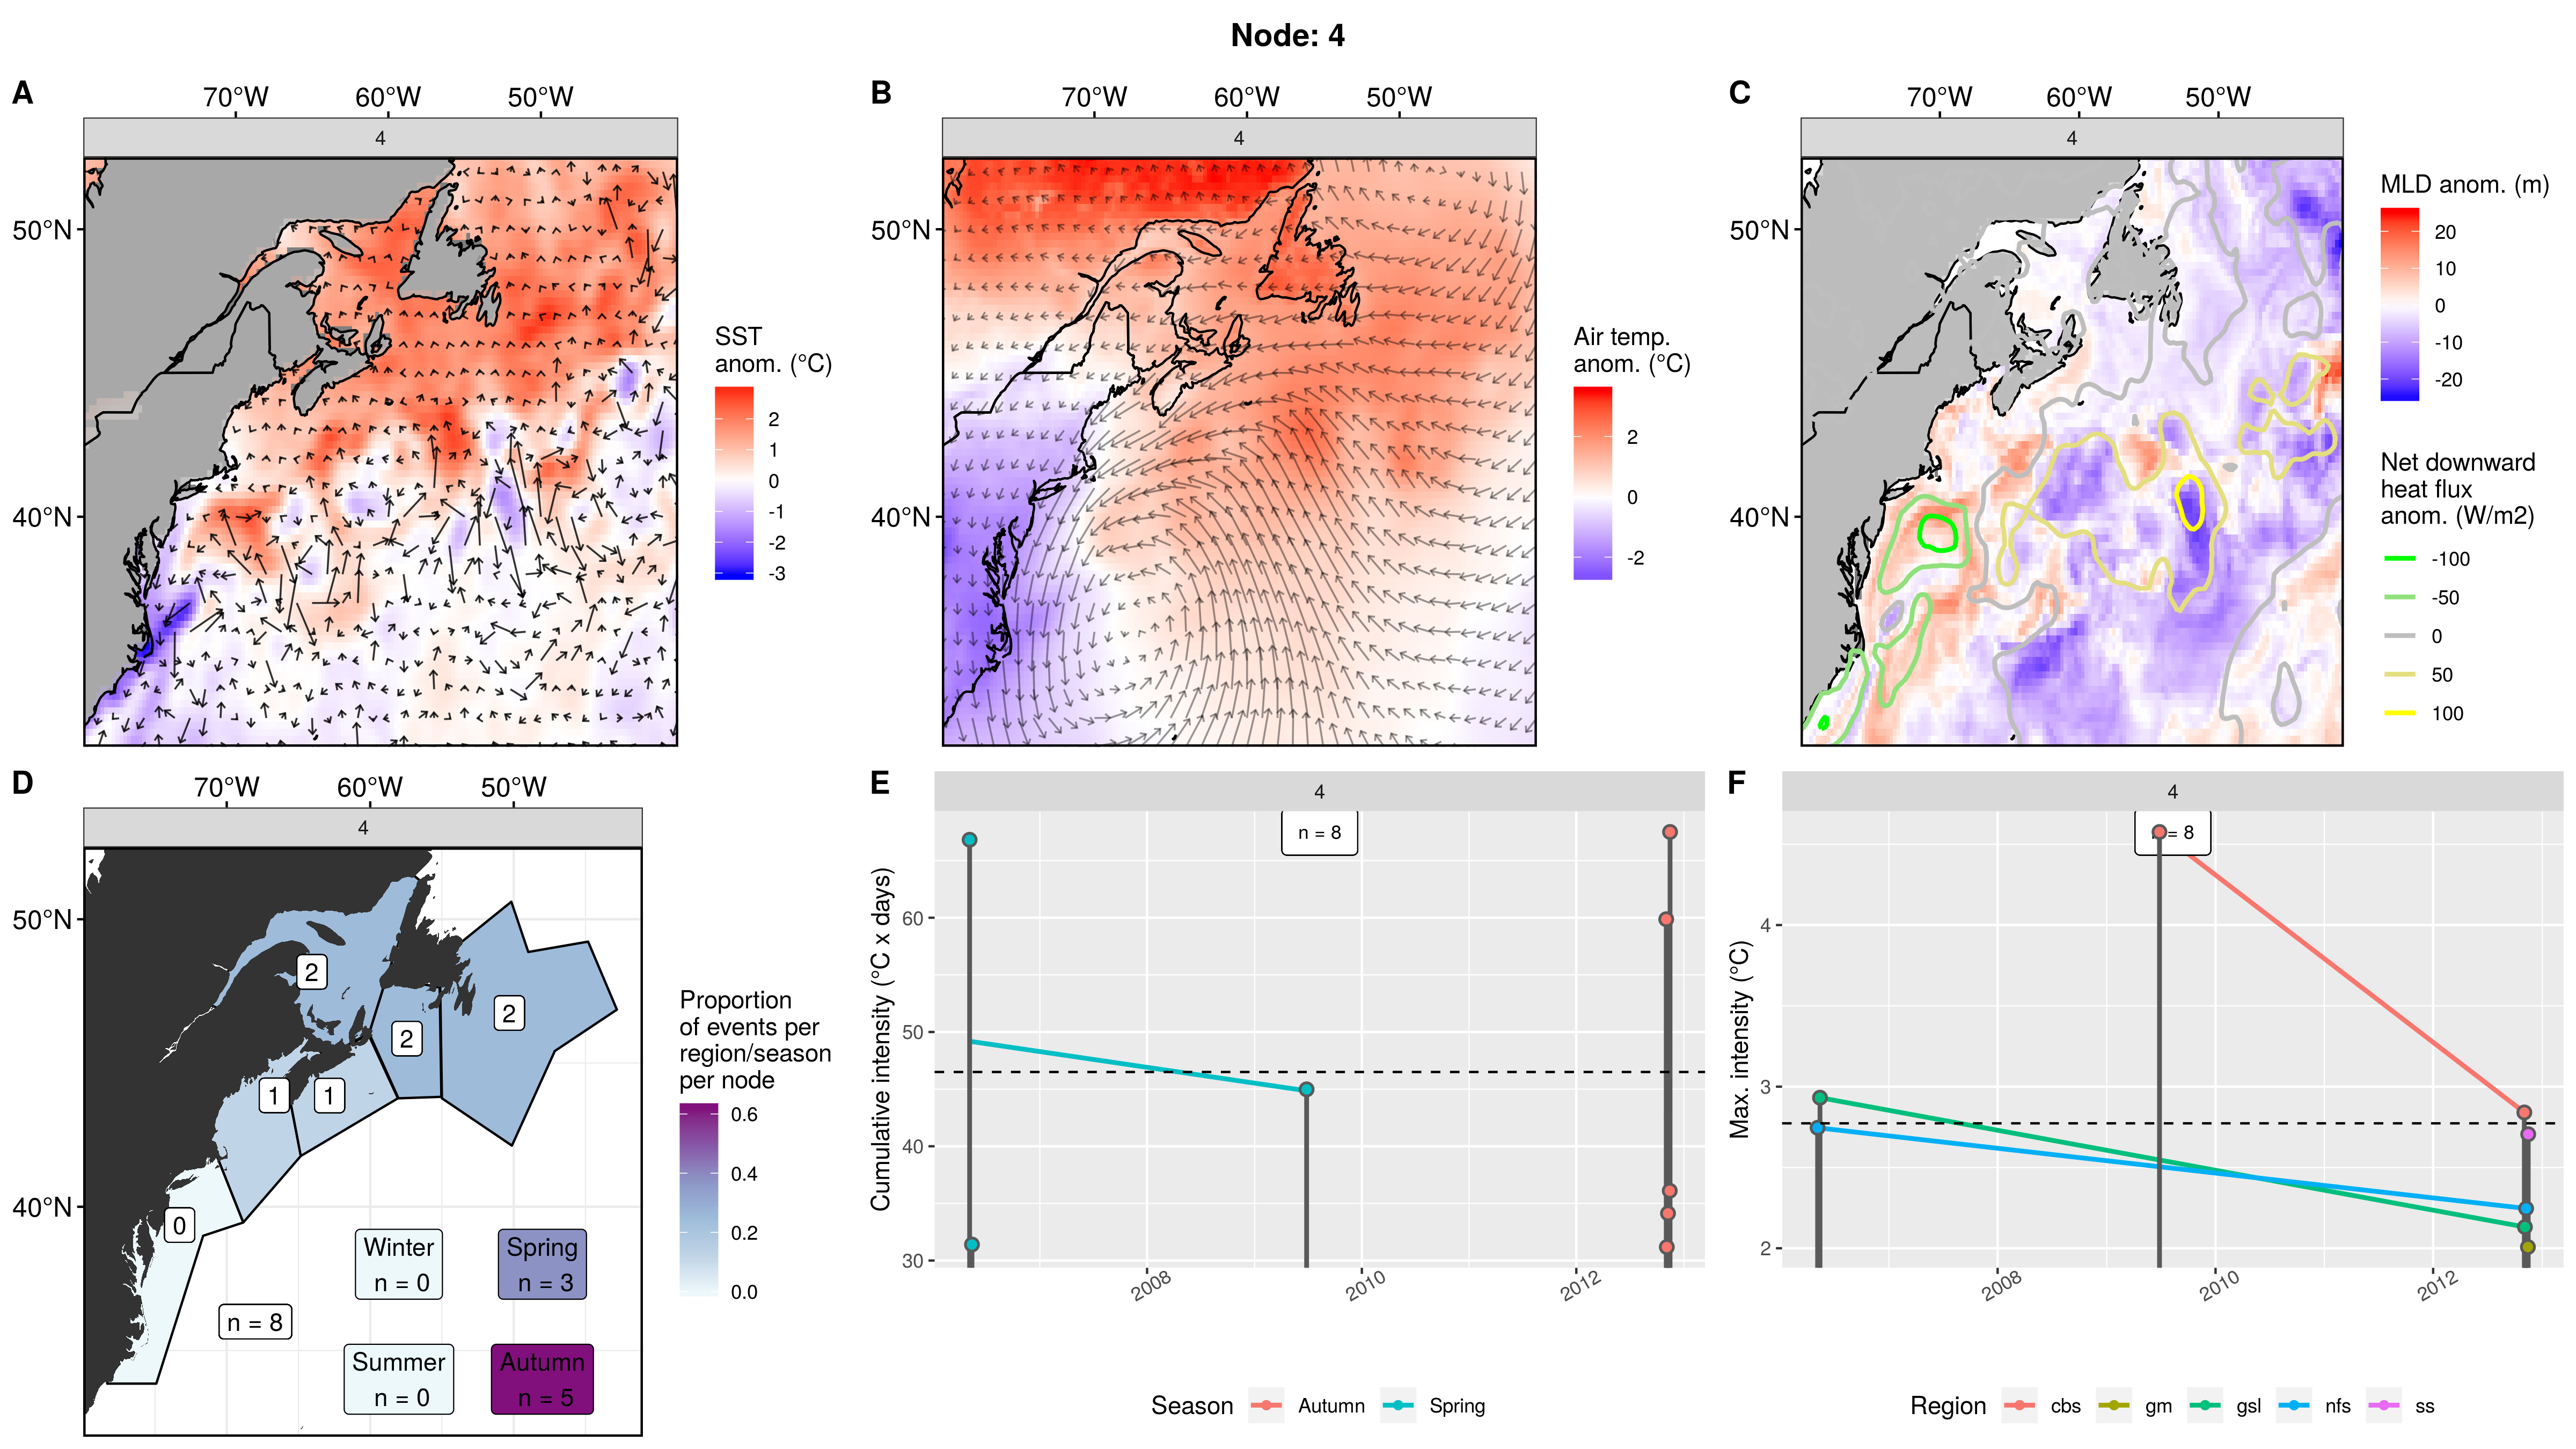 Node: 4
A
70°W 60°W 50°W
4
50°N
40°N
SST
anom. (°C)
2
1
0
-1
-2
-3
B
70°W 60°W 50°W
4
50°N
40°N
Air temp.
anom. (°C)
2
0
-2
C
70°W 60°W 50°W
4
50°N
40°N
MLD anom. (m)
20
10
0
-10
-20
Net downward
heat flux
anom. (W/m2)
-100
-50
0
50
100
D
70°W 60°W 50°W
4
50°N
40°N
2
2
2
1
1
0
n = 8
Winter
n = 0
Spring
n = 3
Summer
n = 0
Autumn
n = 5
Proportion
of events per
region/season
per node
0.6
0.4
0.2
0.0
E
4
n = 8
Cumulative intensity (°C x days)
60
50
40
30
2008 2010 2012
Season Autumn Spring
F
4
= 8
Max. intensity (°C)
4
3
2
2008 2010 2012
Region cbs gm gsl nfs ss